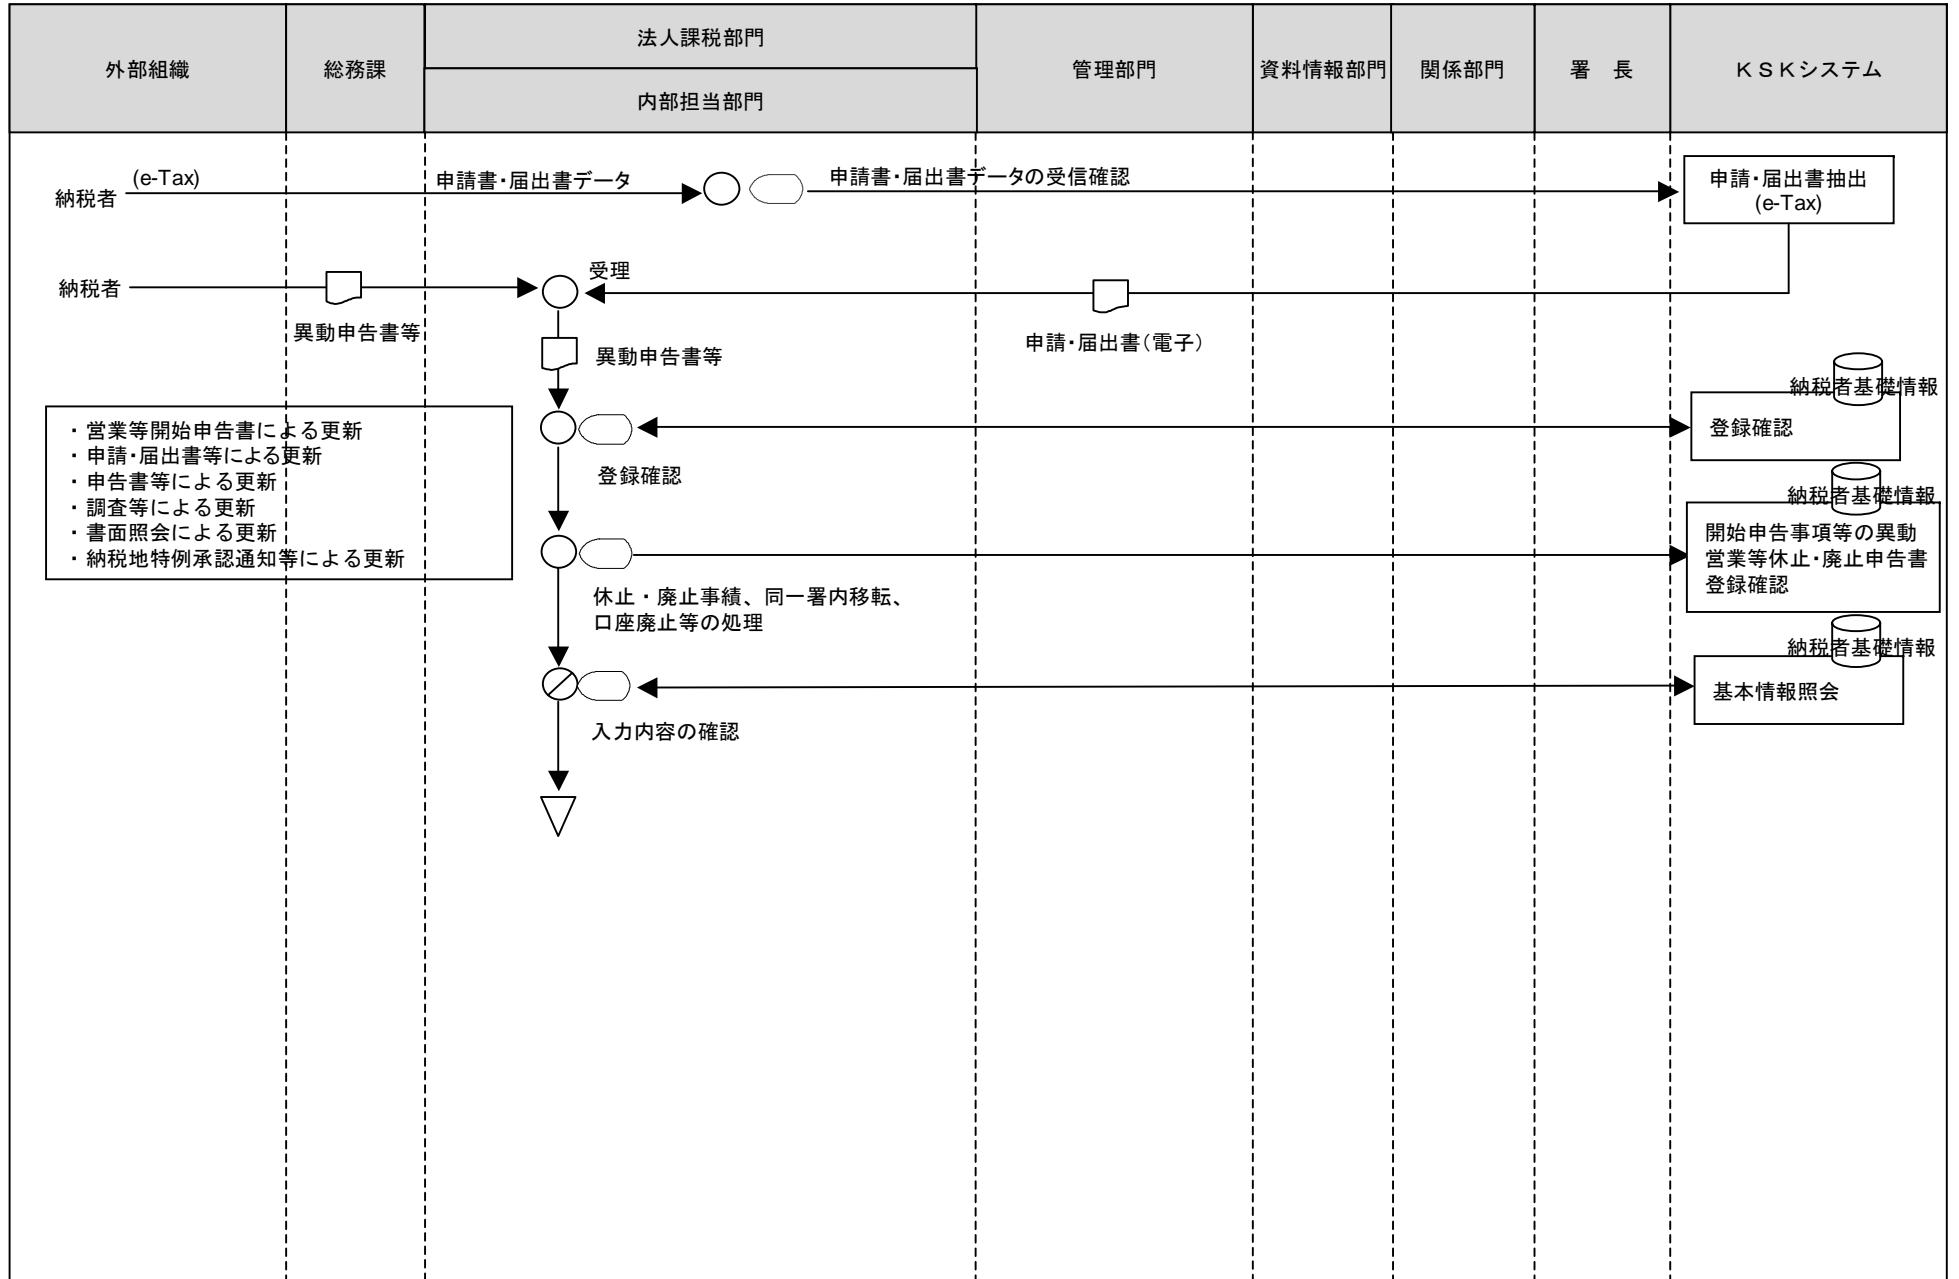 外部組織
総務課
法人課税部門
内部担当部門
管理部門
資料情報部門
関係部門
署　長
ＫＳＫシステム
納税者
(e-Tax)
申請書・届出書データ
申請書・届出書データの受信確認
申請・届出書抽出
(e-Tax)
納税者
異動申告書等
受理
申請・届出書（電子）
異動申告書等
納税者基礎情報
登録確認
登録確認
・営業等開始申告書による更新
・申請・届出書等による更新
・申告書等による更新
・調査等による更新
・書面照会による更新
・納税地特例承認通知等による更新
納税者基礎情報
開始申告事項等の異動
営業等休止・廃止申告書
登録確認
休止・廃止事績、同一署内移転、
口座廃止等の処理
納税者基礎情報
基本情報照会
入力内容の確認